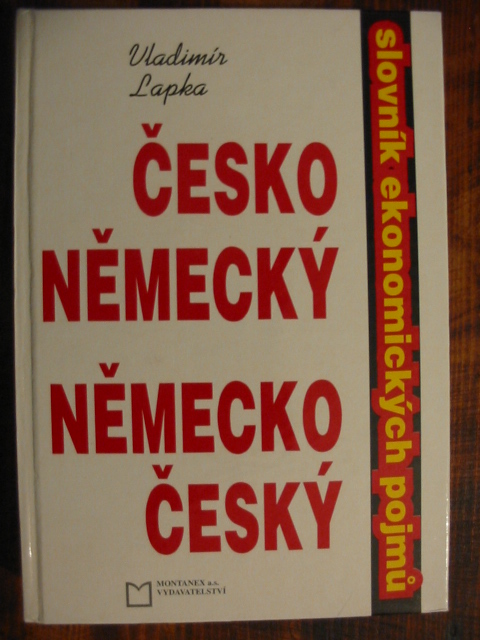 Vladimír
Lapka
ČESKO
NĚMECKÝ
NĚMECKO
ČESKÝ
slovník ekonomických pojmů
MONTANEX a.s.
VYDAVATELSTVÍ